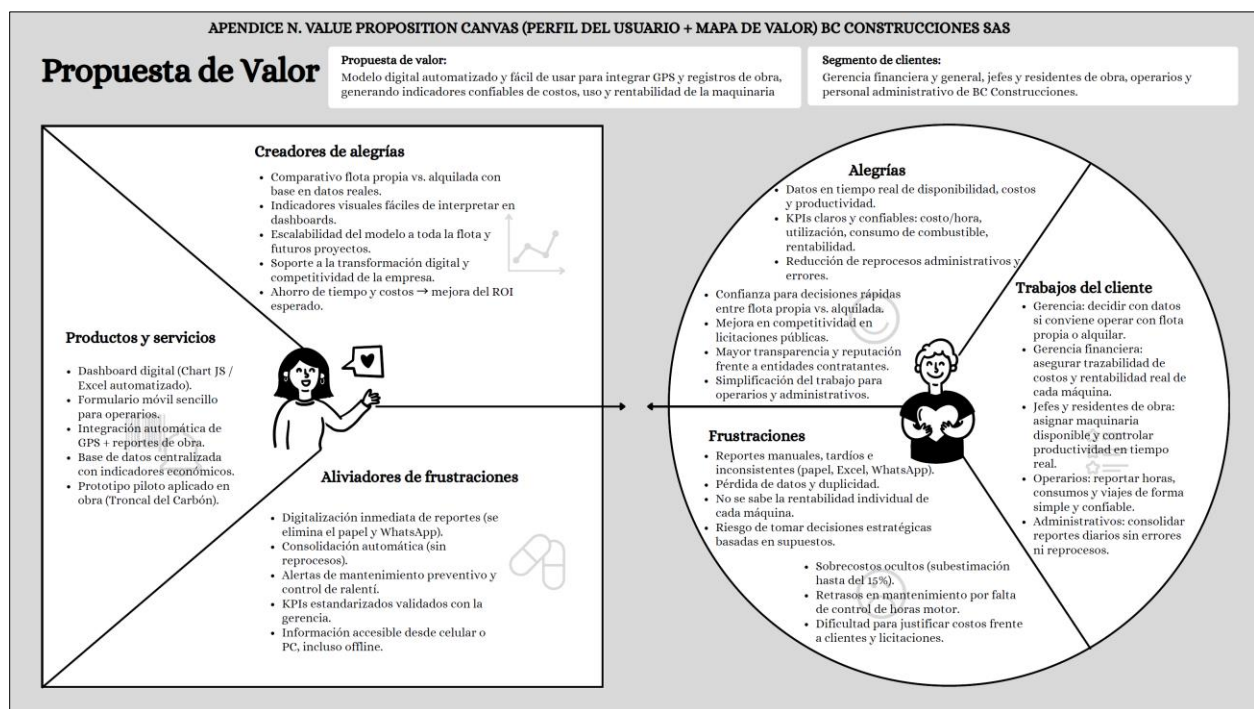 APENDICE N. VALUE PROPOSITION CANVAS (PERFIL DEL USUARIO + MAPA DE VALOR) BC CONSTRUCCIONES SAS
Propuesta de Valor
Propuesta de valor:
Modelo digital automatizado y fácil de usar para integrar GPS y registros de obra,
generando indicadores confiables de costos, uso y rentabilidad de la maquinaria
Segmento de clientes:
Gerencia financiera y general, jefes y residentes de obra, operarios y
personal administrativo de BC Construcciones.
Creadores de alegrías
• Comparativo flota propia vs. alquilada con
base en datos reales.
• Indicadores visuales fáciles de interpretar en
dashboards.
• Escalabilidad del modelo a toda la flota y
futuros proyectos.
• Soporte a la transformación digital y
competitividad de la empresa.
• Ahorro de tiempo y costos → mejora del ROI
esperado.
Productos y servicios
• Dashboard digital (Chart JS /
Excel automatizado).
• Formulario móvil sencillo
para operarios.
• Integración automática de
GPS + reportes de obra.
• Base de datos centralizada
con indicadores económicos.
• Prototipo piloto aplicado en
obra (Troncal del Carbón).
Aliviadores de frustraciones
• Digitalización inmediata de reportes (se
elimina el papel y WhatsApp).
• Consolidación automática (sin
reprocesos).
• Alertas de mantenimiento preventivo y
control de ralentí.
• KPIs estandarizados validados con la
gerencia.
• Información accesible desde celular o
PC, incluso offline.
Alegrías
• Datos en tiempo real de disponibilidad, costos
y productividad.
• KPIs claros y confiables: costo/hora,
utilización, consumo de combustible,
rentabilidad.
• Reducción de reprocesos administrativos y
errores.
• Confianza para decisiones rápidas
entre flota propia vs. alquilada.
• Mejora en competitividad en
licitaciones públicas.
• Mayor transparencia y reputación
frente a entidades contratantes.
• Simplificación del trabajo para
operarios y administrativos.
Frustraciones
• Reportes manuales, tardíos e
inconsistentes (papel, Excel, WhatsApp).
• Pérdida de datos y duplicidad.
• No se sabe la rentabilidad individual de
cada máquina.
• Riesgo de tomar decisiones estratégicas
basadas en supuestos.
• Sobrecostos ocultos (subestimación
hasta del 15%).
• Retrasos en mantenimiento por falta
de control de horas motor.
• Dificultad para justificar costos frente
a clientes y licitaciones.
Trabajos del cliente
• Gerencia: decidir con datos
si conviene operar con flota
propia o alquilar.
• Gerencia financiera:
asegurar trazabilidad de
costos y rentabilidad real de
cada máquina.
• Jefes y residentes de obra:
asignar maquinaria
disponible y controlar
productividad en tiempo
real.
• Operarios: reportar horas,
consumos y viajes de forma
simple y confiable.
• Administrativos: consolidar
reportes diarios sin errores
ni reprocesos.